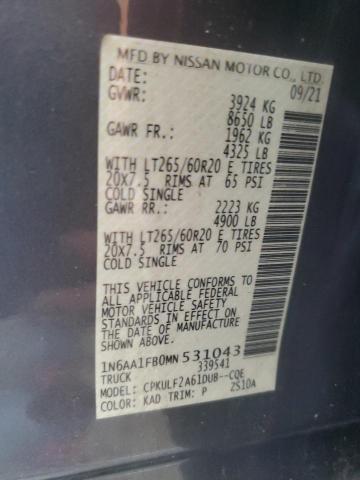 MFD BY NISSAN MOTOR CO., LTD.
DATE: 09/21
GVWR: 3924 KG
8650 LB
GAWR FR.: 1962 KG
4325 LB
WITH LT265/60R20 E TIRES
20X7.5 RIMS AT 65 PSI
COLD SINGLE
GAWR RR.: 2223 KG
4900 LB
WITH LT265/60R20 E TIRES
20X7.5 RIMS AT 70 PSI
COLD SINGLE
THIS VEHICLE CONFORMS TO
ALL APPLICABLE FEDERAL
MOTOR VEHICLE SAFETY
STANDARDS IN EFFECT ON
THE DATE OF MANUFACTURE
SHOWN ABOVE.
1N6AA1FB0MN 531043
TRUCK 339541
MODEL: CPKULF2A61DUB--CQE
COLOR: KAD TRIM: P ZS10A